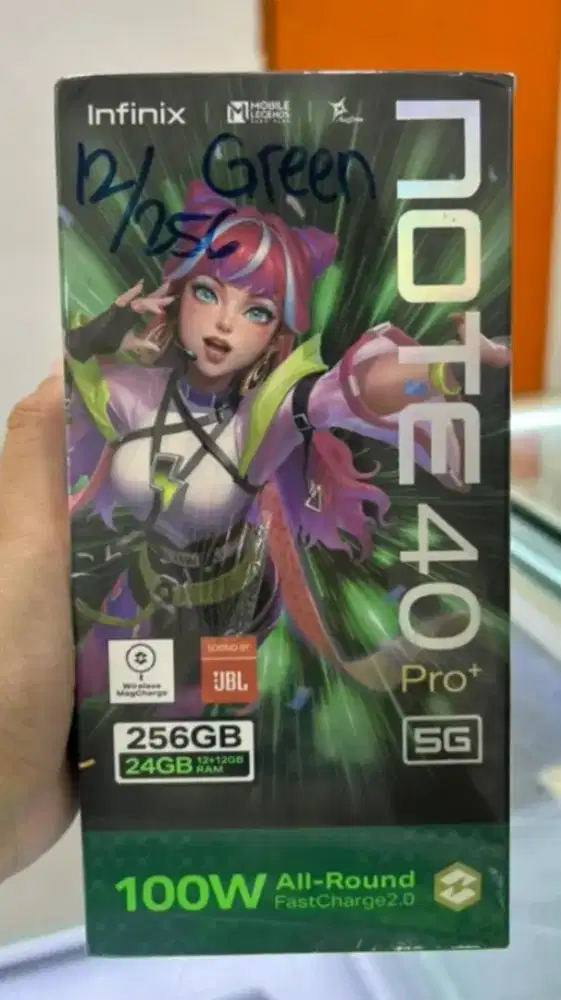 Infinix
MOBILE
LEGENDS
Green
12/256
NOTE 40
Pro+
5G
Wireless
MagCharge
SOUND BY
JBL
256GB
24GB 12+12GB
RAM
100W All-Round
FastCharge2.0